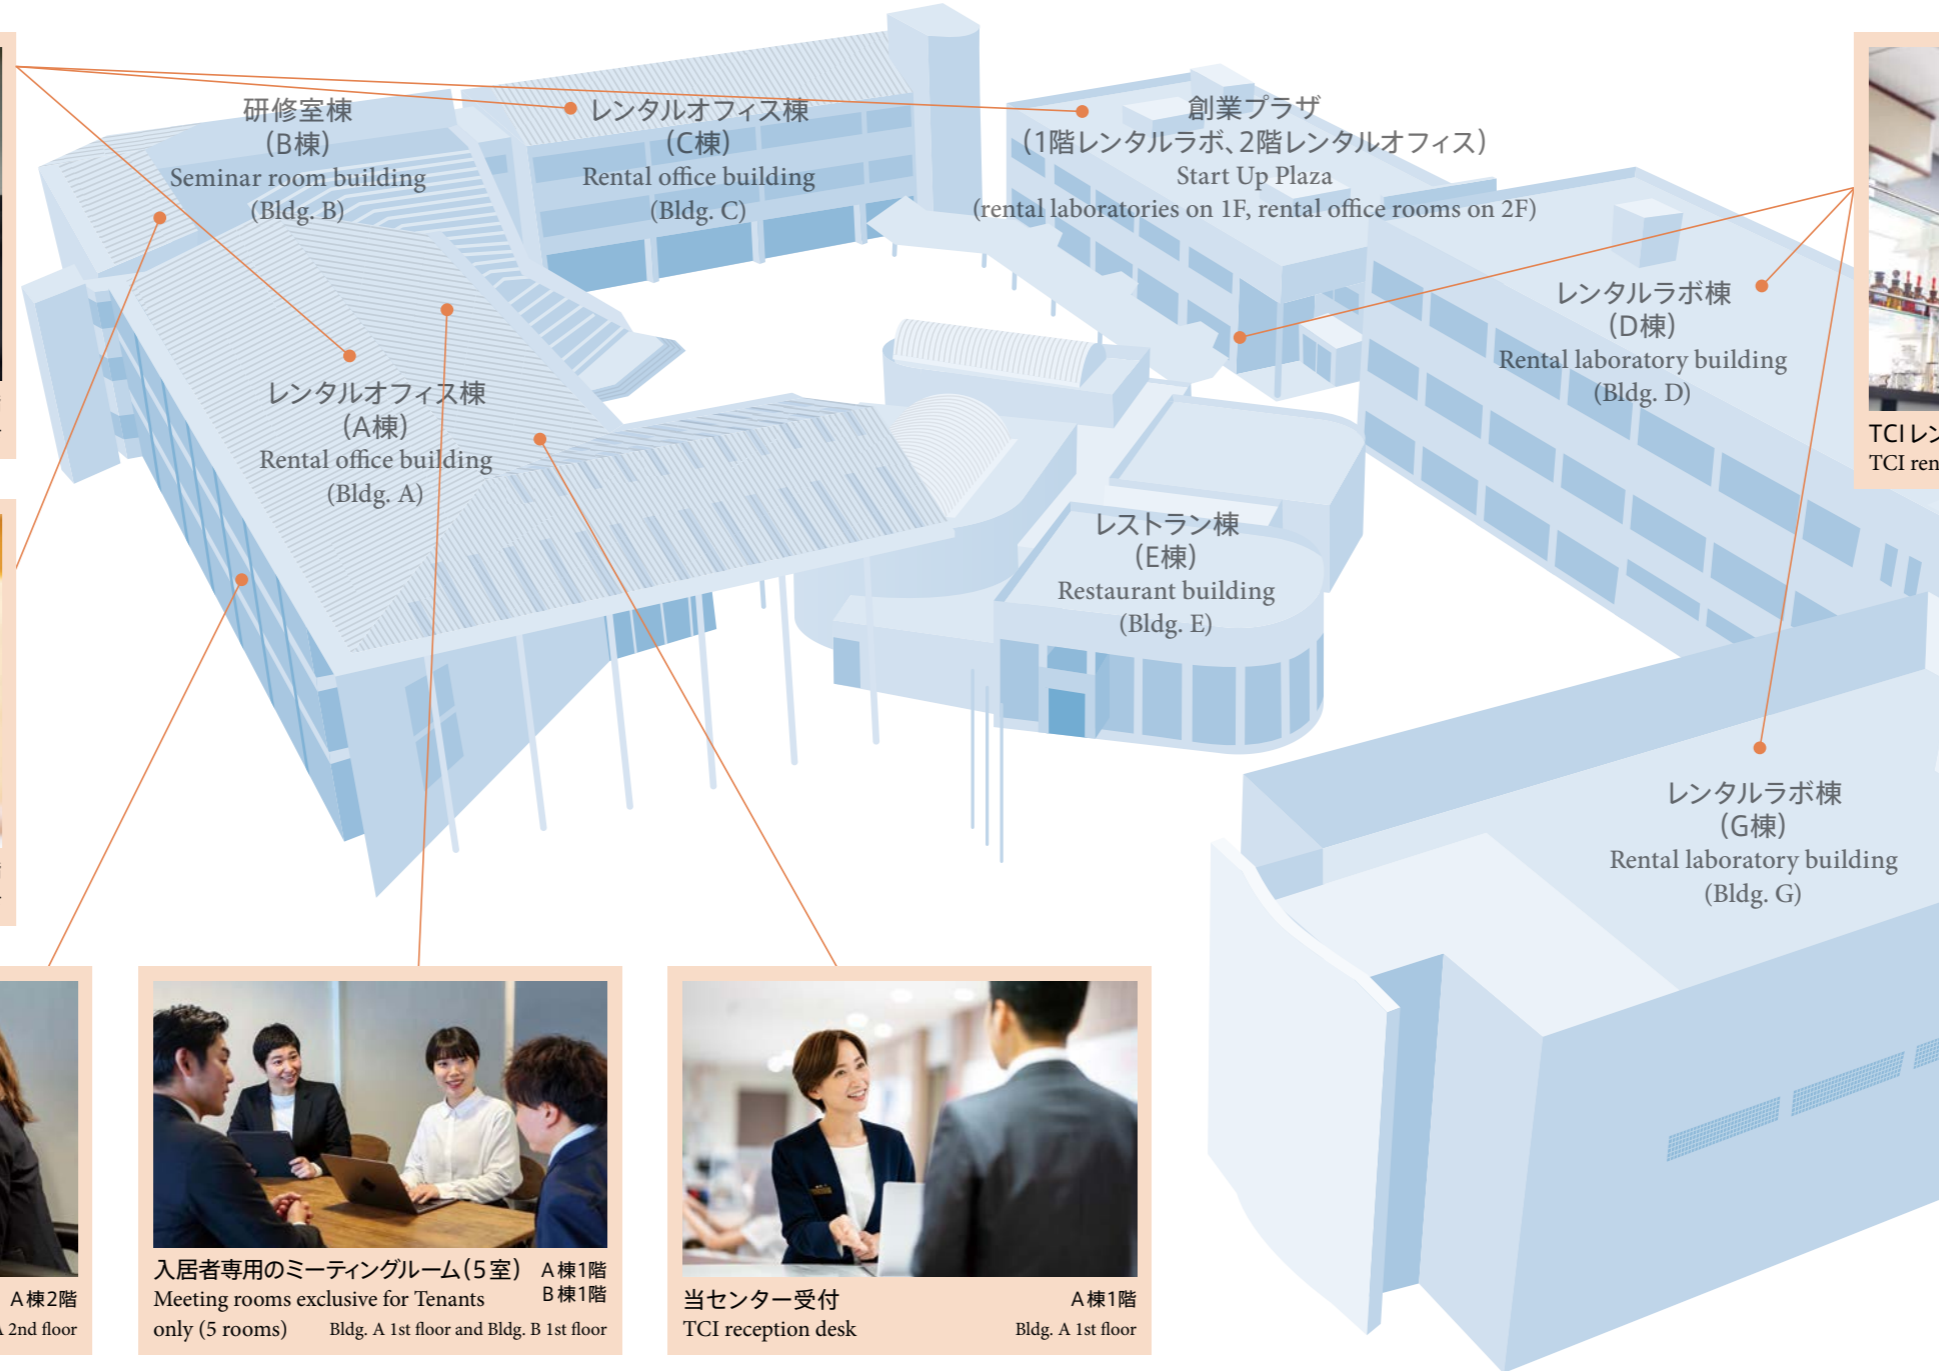 研修室棟
(B棟)
Seminar room building
(Bldg. B)
レンタルオフィス棟
(C棟)
Rental office building
(Bldg. C)
創業プラザ
(1階レンタルラボ、2階レンタルオフィス)
Start Up Plaza
(rental laboratories on 1F, rental office rooms on 2F)
レンタルラボ棟
(D棟)
Rental laboratory building
(Bldg. D)
レンタルオフィス棟
(A棟)
Rental office building
(Bldg. A)
レストラン棟
(E棟)
Restaurant building
(Bldg. E)
レンタルラボ棟
(G棟)
Rental laboratory building
(Bldg. G)
TCIレン
TCI ren
A棟2階
A 2nd floor
入居者専用のミーティングルーム(5室) A棟1階
B棟1階
Meeting rooms exclusive for Tenants
only (5 rooms) Bldg. A 1st floor and Bldg. B 1st floor
当センター受付 A棟1階
TCI reception desk Bldg. A 1st floor